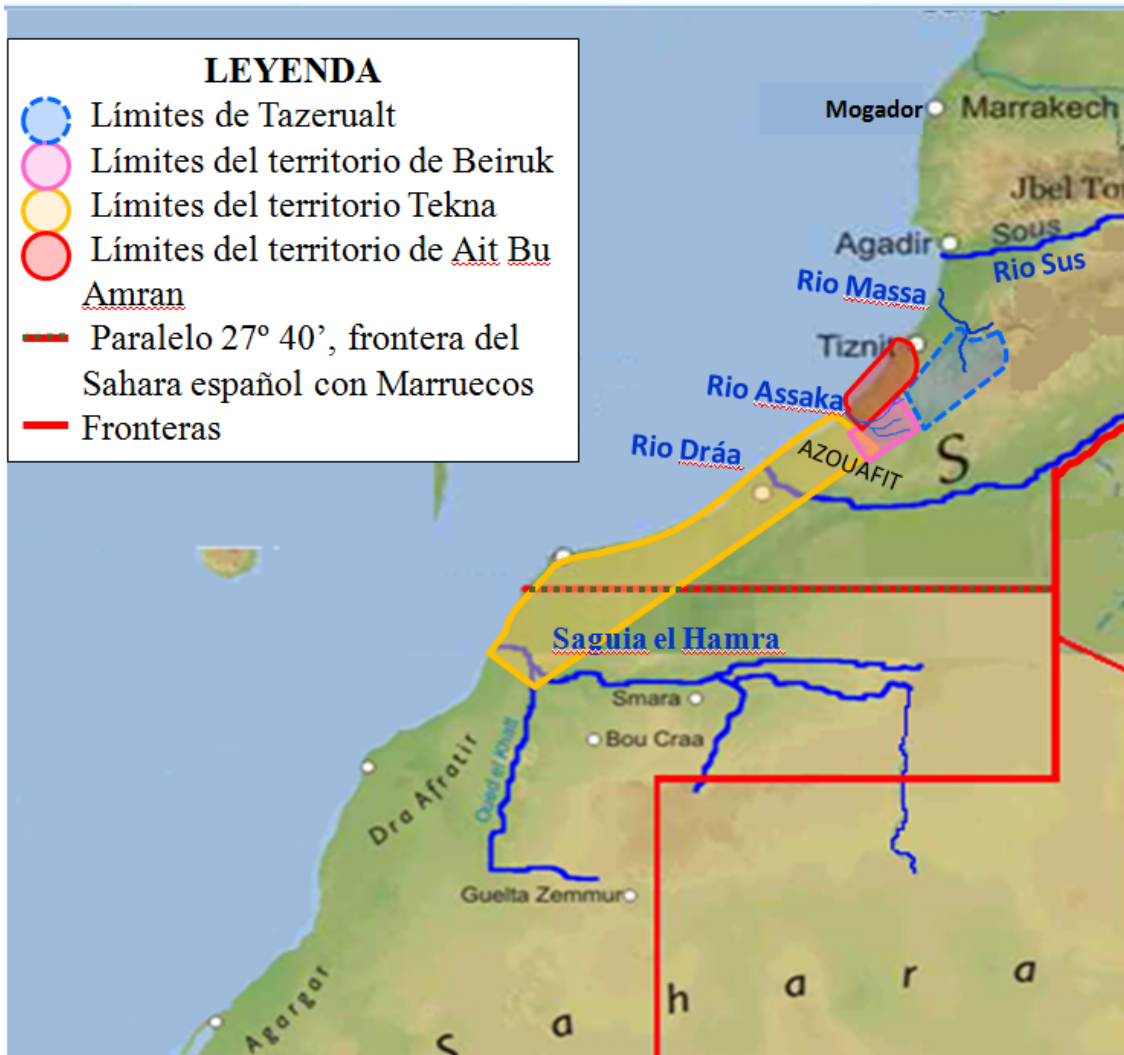 LEYENDA
Límites de Tazerualt
Límites del territorio de Beiruk
Límites del territorio Tekna
Límites del territorio de Ait Bu
Amran
Paralelo 27º 40’, frontera del
Sahara español con Marruecos
Fronteras
Mogador
Marrakech
Jbel To
Agadir
Sous
Rio Sus
Rio Massa
Tiznit
Rio Assaka
Rio Dráa
AZOUAFIT
S
Saguia el Hamra
Smara
Bou Craa
Oued el Khatt
Dra Afratir
Guelta Zemmur
Agargar
S a h a r a